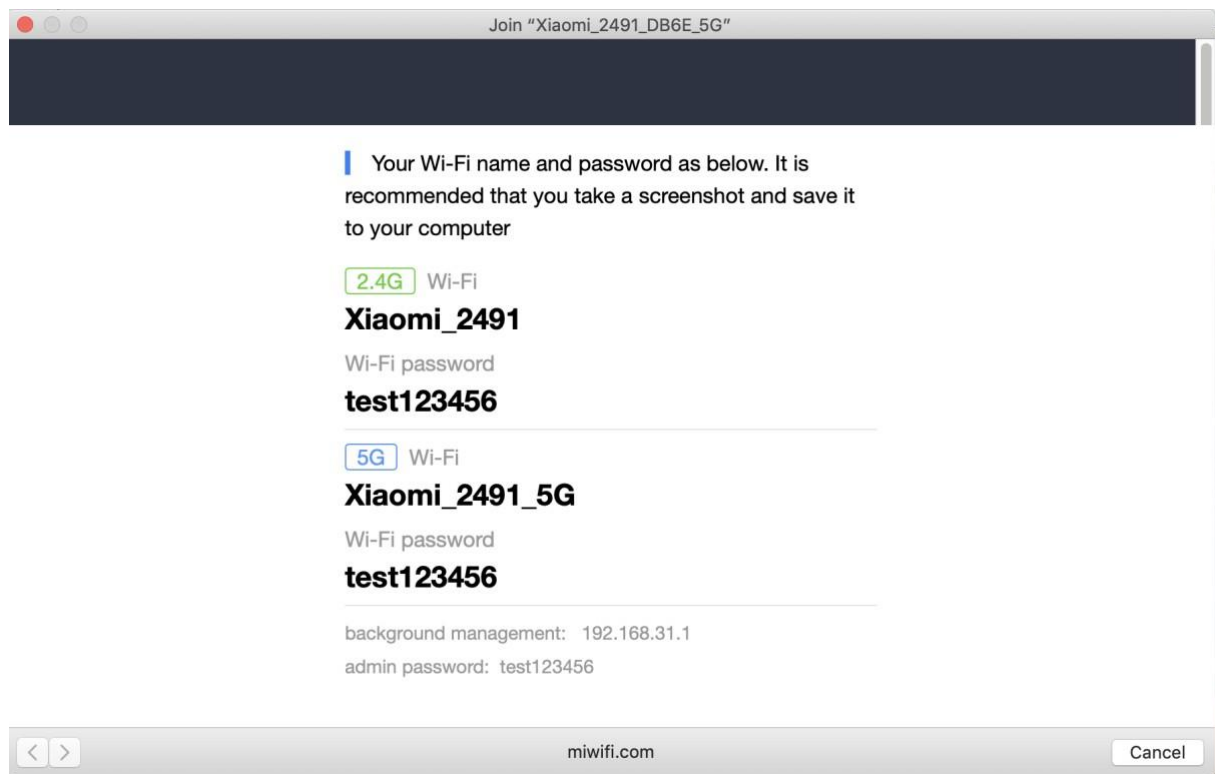 Join “Xiaomi_2491_DB6E_5G”
Your Wi-Fi name and password as below. It is
recommended that you take a screenshot and save it
to your computer
2.4G Wi-Fi
Xiaomi_2491
Wi-Fi password
test123456
5G Wi-Fi
Xiaomi_2491_5G
Wi-Fi password
test123456
background management: 192.168.31.1
admin password: test123456
miwifi.com
Cancel